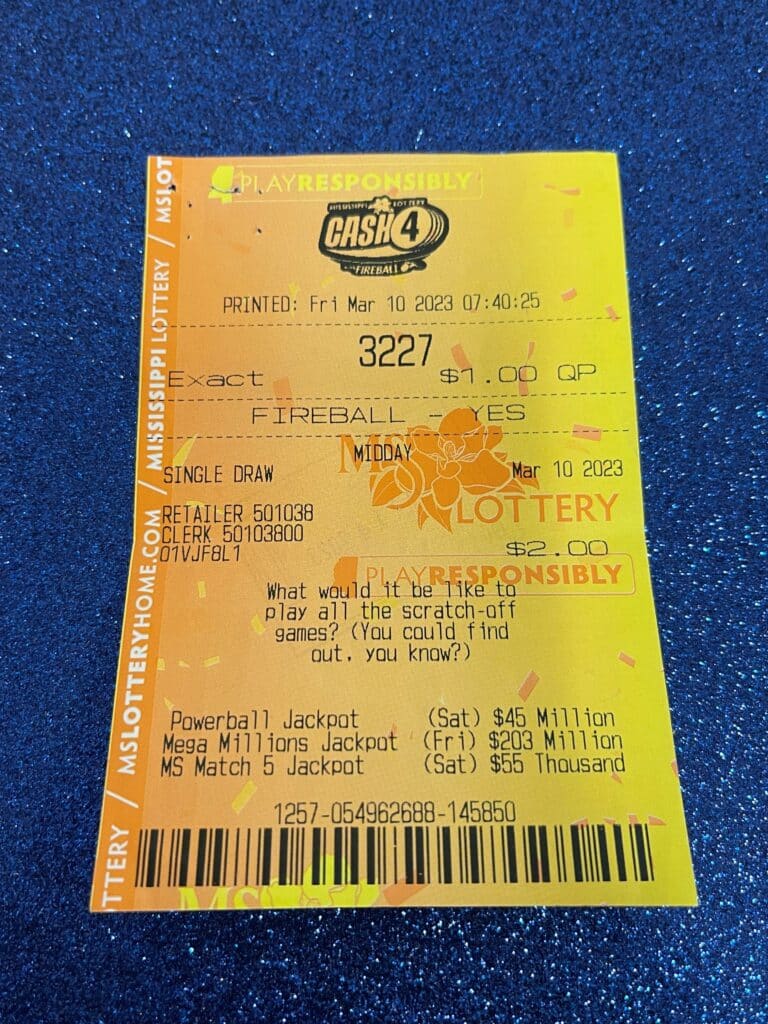 PLAYRESPONSIBLY
MISSISSIPPI LOTTERY
CASH 4
FIREBALL
PRINTED: Fri Mar 10 2023 07:40:25
3227
Exact $1.00 QP
FIREBALL - YES
MIDDAY
SINGLE DRAW Mar 10 2023
MS
LOTTERY
RETAILER 501038
CLERK 50103800
01VJF8L1 $2.00
PLAYRESPONSIBLY
What would it be like to
play all the scratch-off
games? (You could find
out, you know?)
Powerball Jackpot (Sat) $45 Million
Mega Millions Jackpot (Fri) $203 Million
MS Match 5 Jackpot (Sat) $55 Thousand
1257-054962688-145850
MS
TTERY / MSLOTTERYHOME.COM / MISSISSIPPI LOTTERY / MSLOT